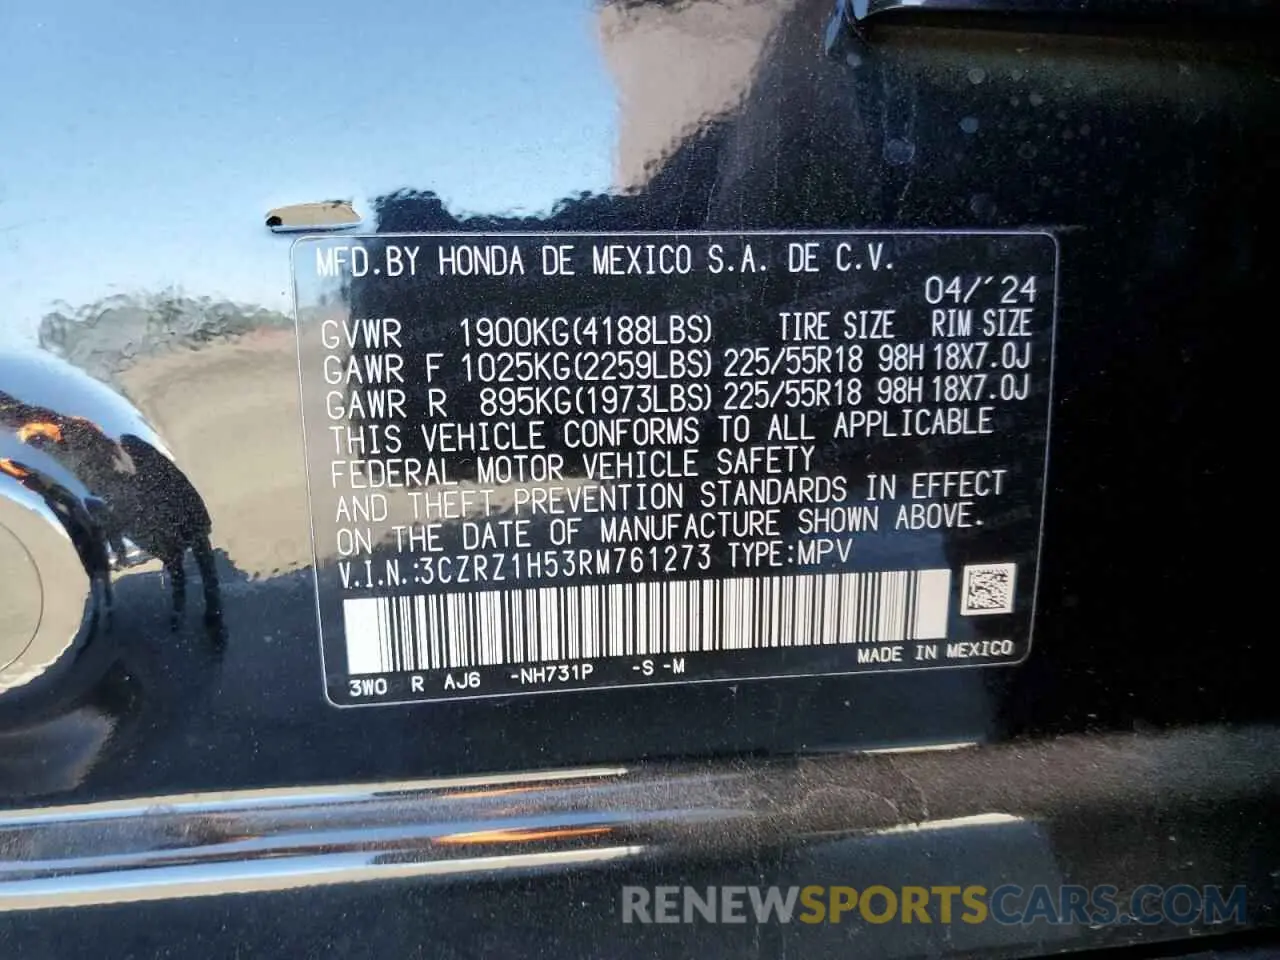 MFD.BY HONDA DE MEXICO S.A. DE C.V.
04/´24
GVWR 1900KG(4188LBS) TIRE SIZE RIM SIZE
GAWR F 1025KG(2259LBS) 225/55R18 98H 18X7.0J
GAWR R 895KG(1973LBS) 225/55R18 98H 18X7.0J
THIS VEHICLE CONFORMS TO ALL APPLICABLE
FEDERAL MOTOR VEHICLE SAFETY
AND THEFT PREVENTION STANDARDS IN EFFECT
ON THE DATE OF MANUFACTURE SHOWN ABOVE.
V.I.N.:3CZRZ1H53RM761273 TYPE:MPV
MADE IN MEXICO
3W0 R AJ6 -NH731P -S -M
RENEWSPORTSCARS.COM